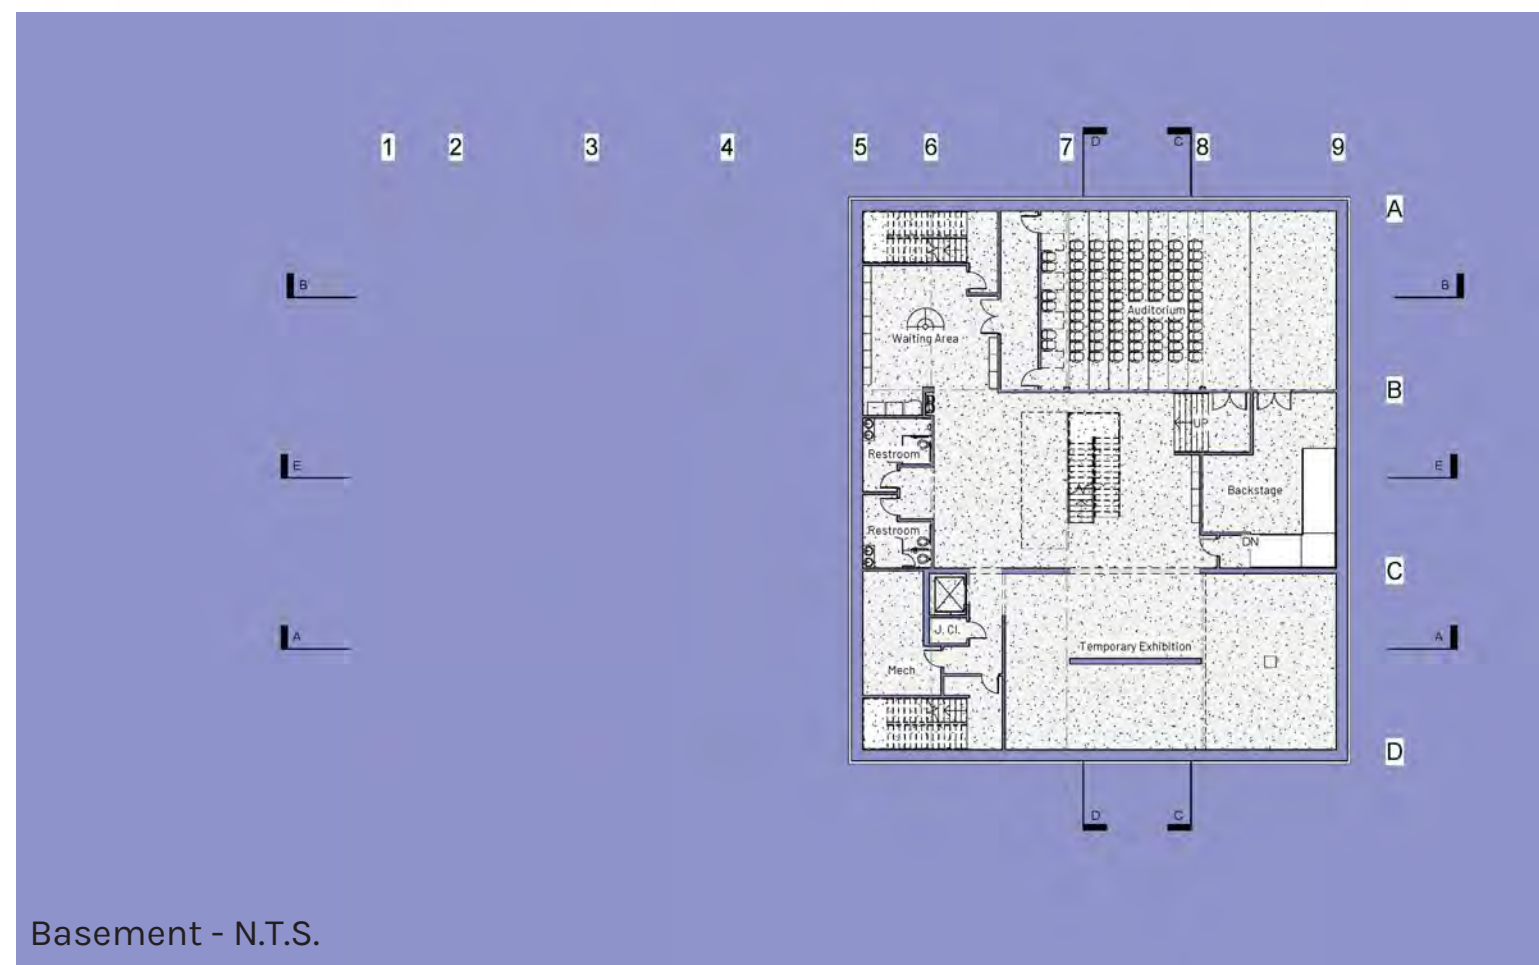 1 2 3 4 5 6 7 8 9
D C
A
B B
Auditorium
Waiting Area
B
UP
Restroom
E E
Backstage
Restroom
DN
C
J. Cl.
A A
Temporary Exhibition
Mech
D
D C
Basement - N.T.S.